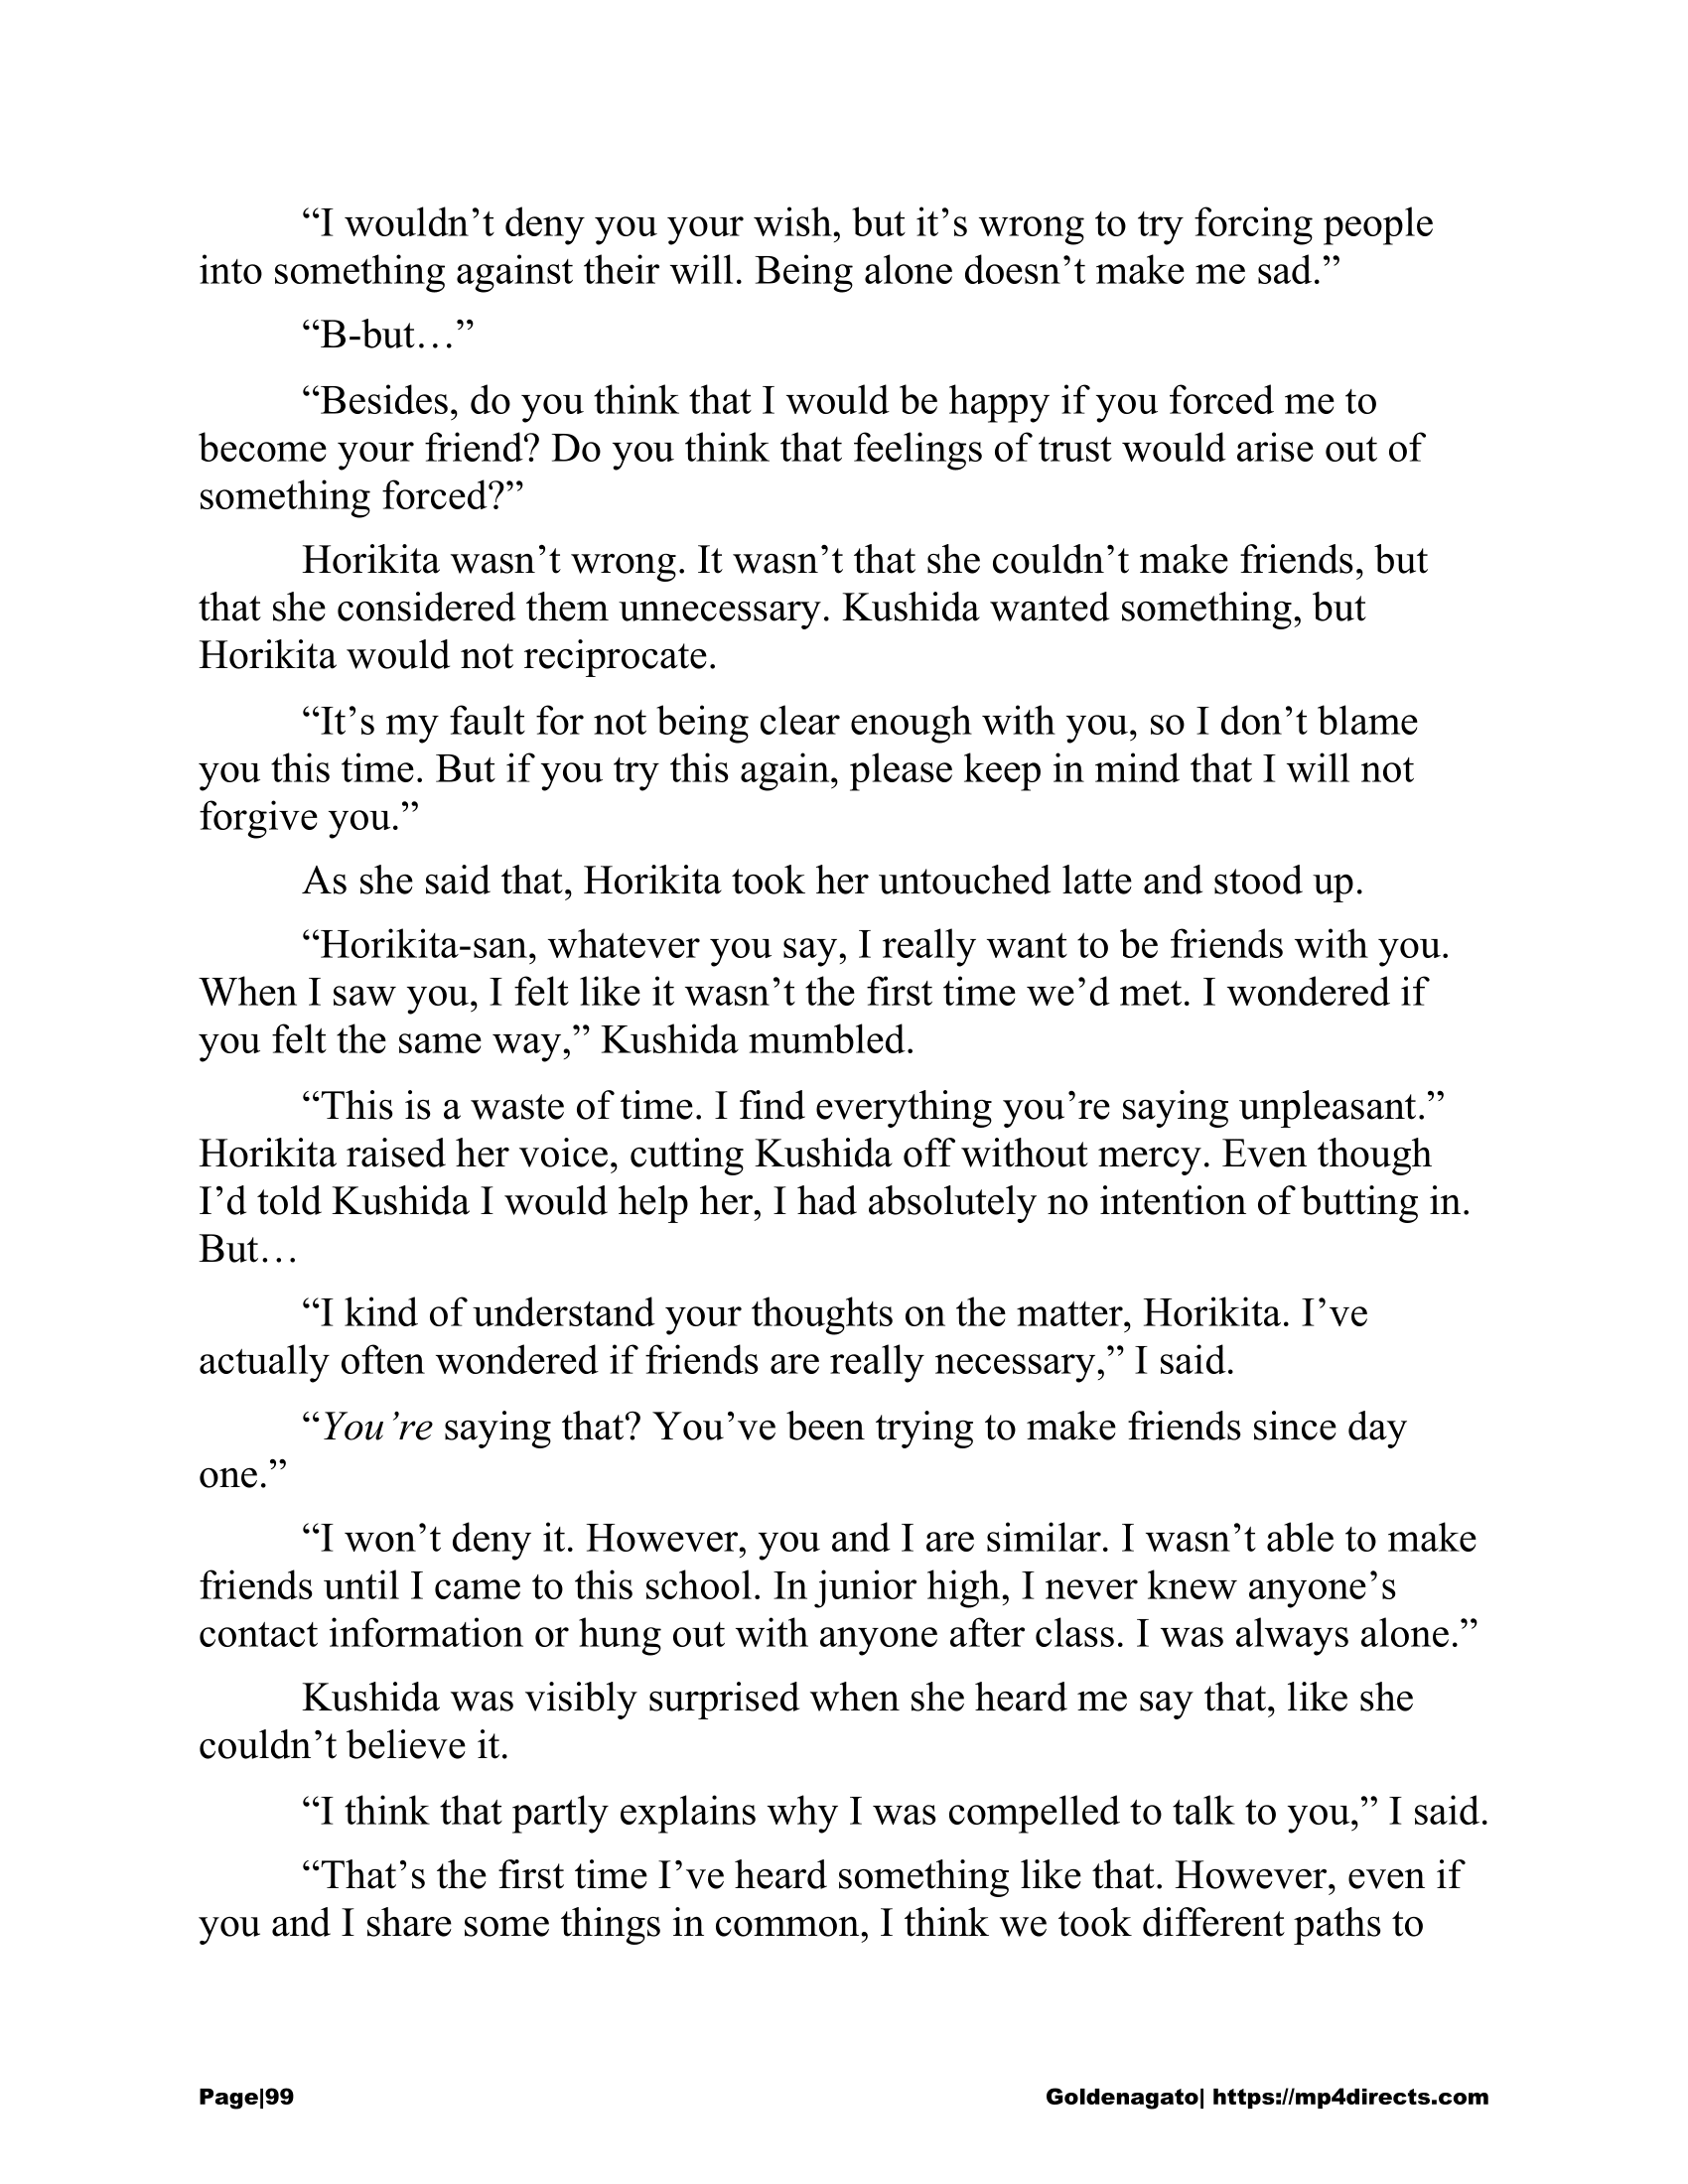 “I wouldn’t deny you your wish, but it’s wrong to try forcing people
into something against their will. Being alone doesn’t make me sad.”
“B-but…”
“Besides, do you think that I would be happy if you forced me to
become your friend? Do you think that feelings of trust would arise out of
something forced?”
Horikita wasn’t wrong. It wasn’t that she couldn’t make friends, but
that she considered them unnecessary. Kushida wanted something, but
Horikita would not reciprocate.
“It’s my fault for not being clear enough with you, so I don’t blame
you this time. But if you try this again, please keep in mind that I will not
forgive you.”
As she said that, Horikita took her untouched latte and stood up.
“Horikita-san, whatever you say, I really want to be friends with you.
When I saw you, I felt like it wasn’t the first time we’d met. I wondered if
you felt the same way,” Kushida mumbled.
“This is a waste of time. I find everything you’re saying unpleasant.”
Horikita raised her voice, cutting Kushida off without mercy. Even though
I’d told Kushida I would help her, I had absolutely no intention of butting in.
But…
“I kind of understand your thoughts on the matter, Horikita. I’ve
actually often wondered if friends are really necessary,” I said.
“You’re saying that? You’ve been trying to make friends since day
one.”
“I won’t deny it. However, you and I are similar. I wasn’t able to make
friends until I came to this school. In junior high, I never knew anyone’s
contact information or hung out with anyone after class. I was always alone.”
Kushida was visibly surprised when she heard me say that, like she
couldn’t believe it.
“I think that partly explains why I was compelled to talk to you,” I said.
“That’s the first time I’ve heard something like that. However, even if
you and I share some things in common, I think we took different paths to
Page|99 Goldenagato| https://mp4directs.com